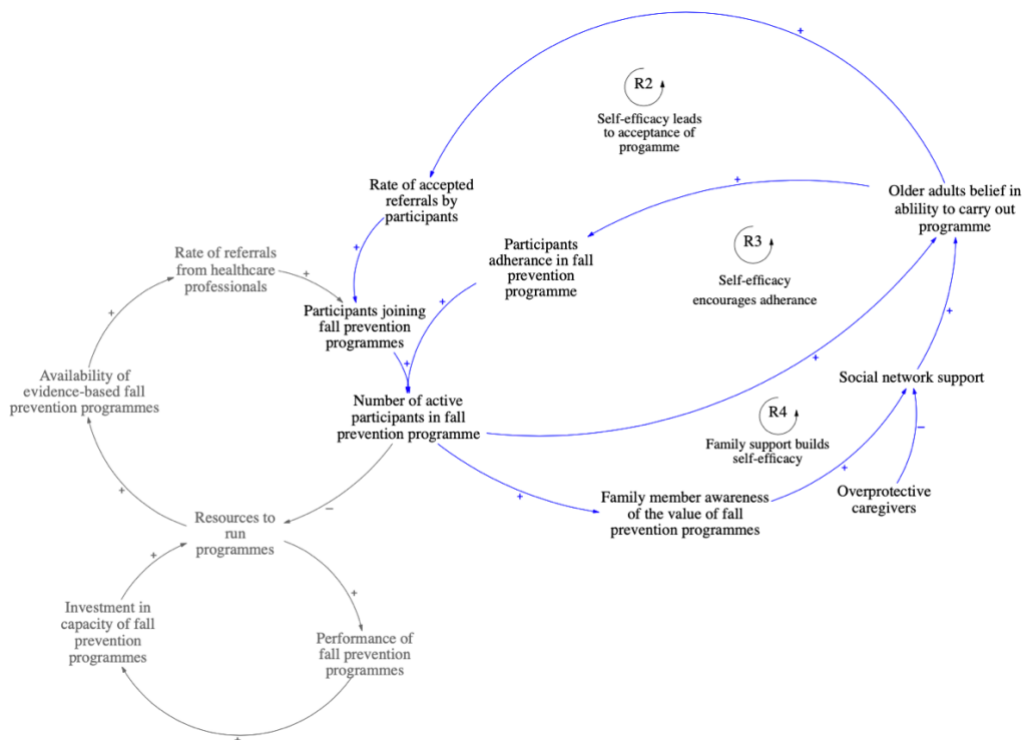 R2
Self-efficacy leads
to acceptance of
progamme
Rate of accepted
referrals by
participants
Older adults belief in
ablility to carry out
programme
Participants
adherance in fall
prevention
programme
R3
Self-efficacy
encourages adherance
Rate of referrals
from healthcare
professionals
Participants joining
fall prevention
programmes
Availability of
evidence-based fall
prevention programmes
Number of active
participants in fall
prevention programme
Social network support
R4
Family support builds
self-efficacy
Family member awareness
of the value of fall
prevention programmes
Overprotective
caregivers
Resources to
run
programmes
Investment in
capacity of fall
prevention
programmes
Performance of
fall prevention
programmes
+
+
+
+
+
+
+
+
+
+
+
+
–
–
+
+
+
+